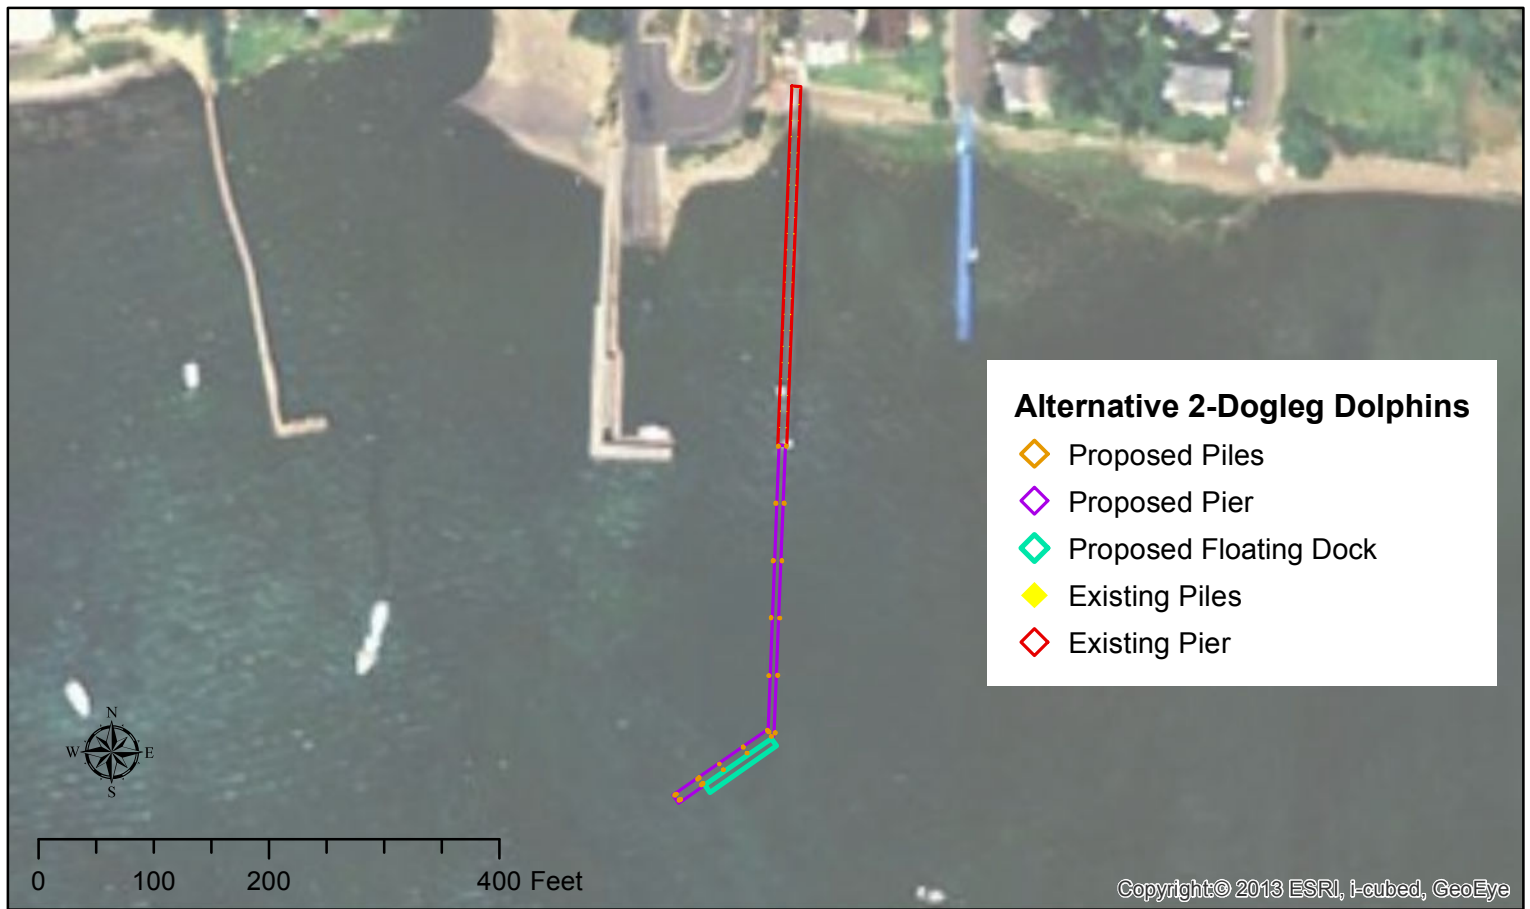 Alternative 2-Dogleg Dolphins
Proposed Piles
Proposed Pier
Proposed Floating Dock
Existing Piles
Existing Pier
N
W E
S
0 100 200 400 Feet
Copyright:© 2013 ESRI, i-cubed, GeoEye